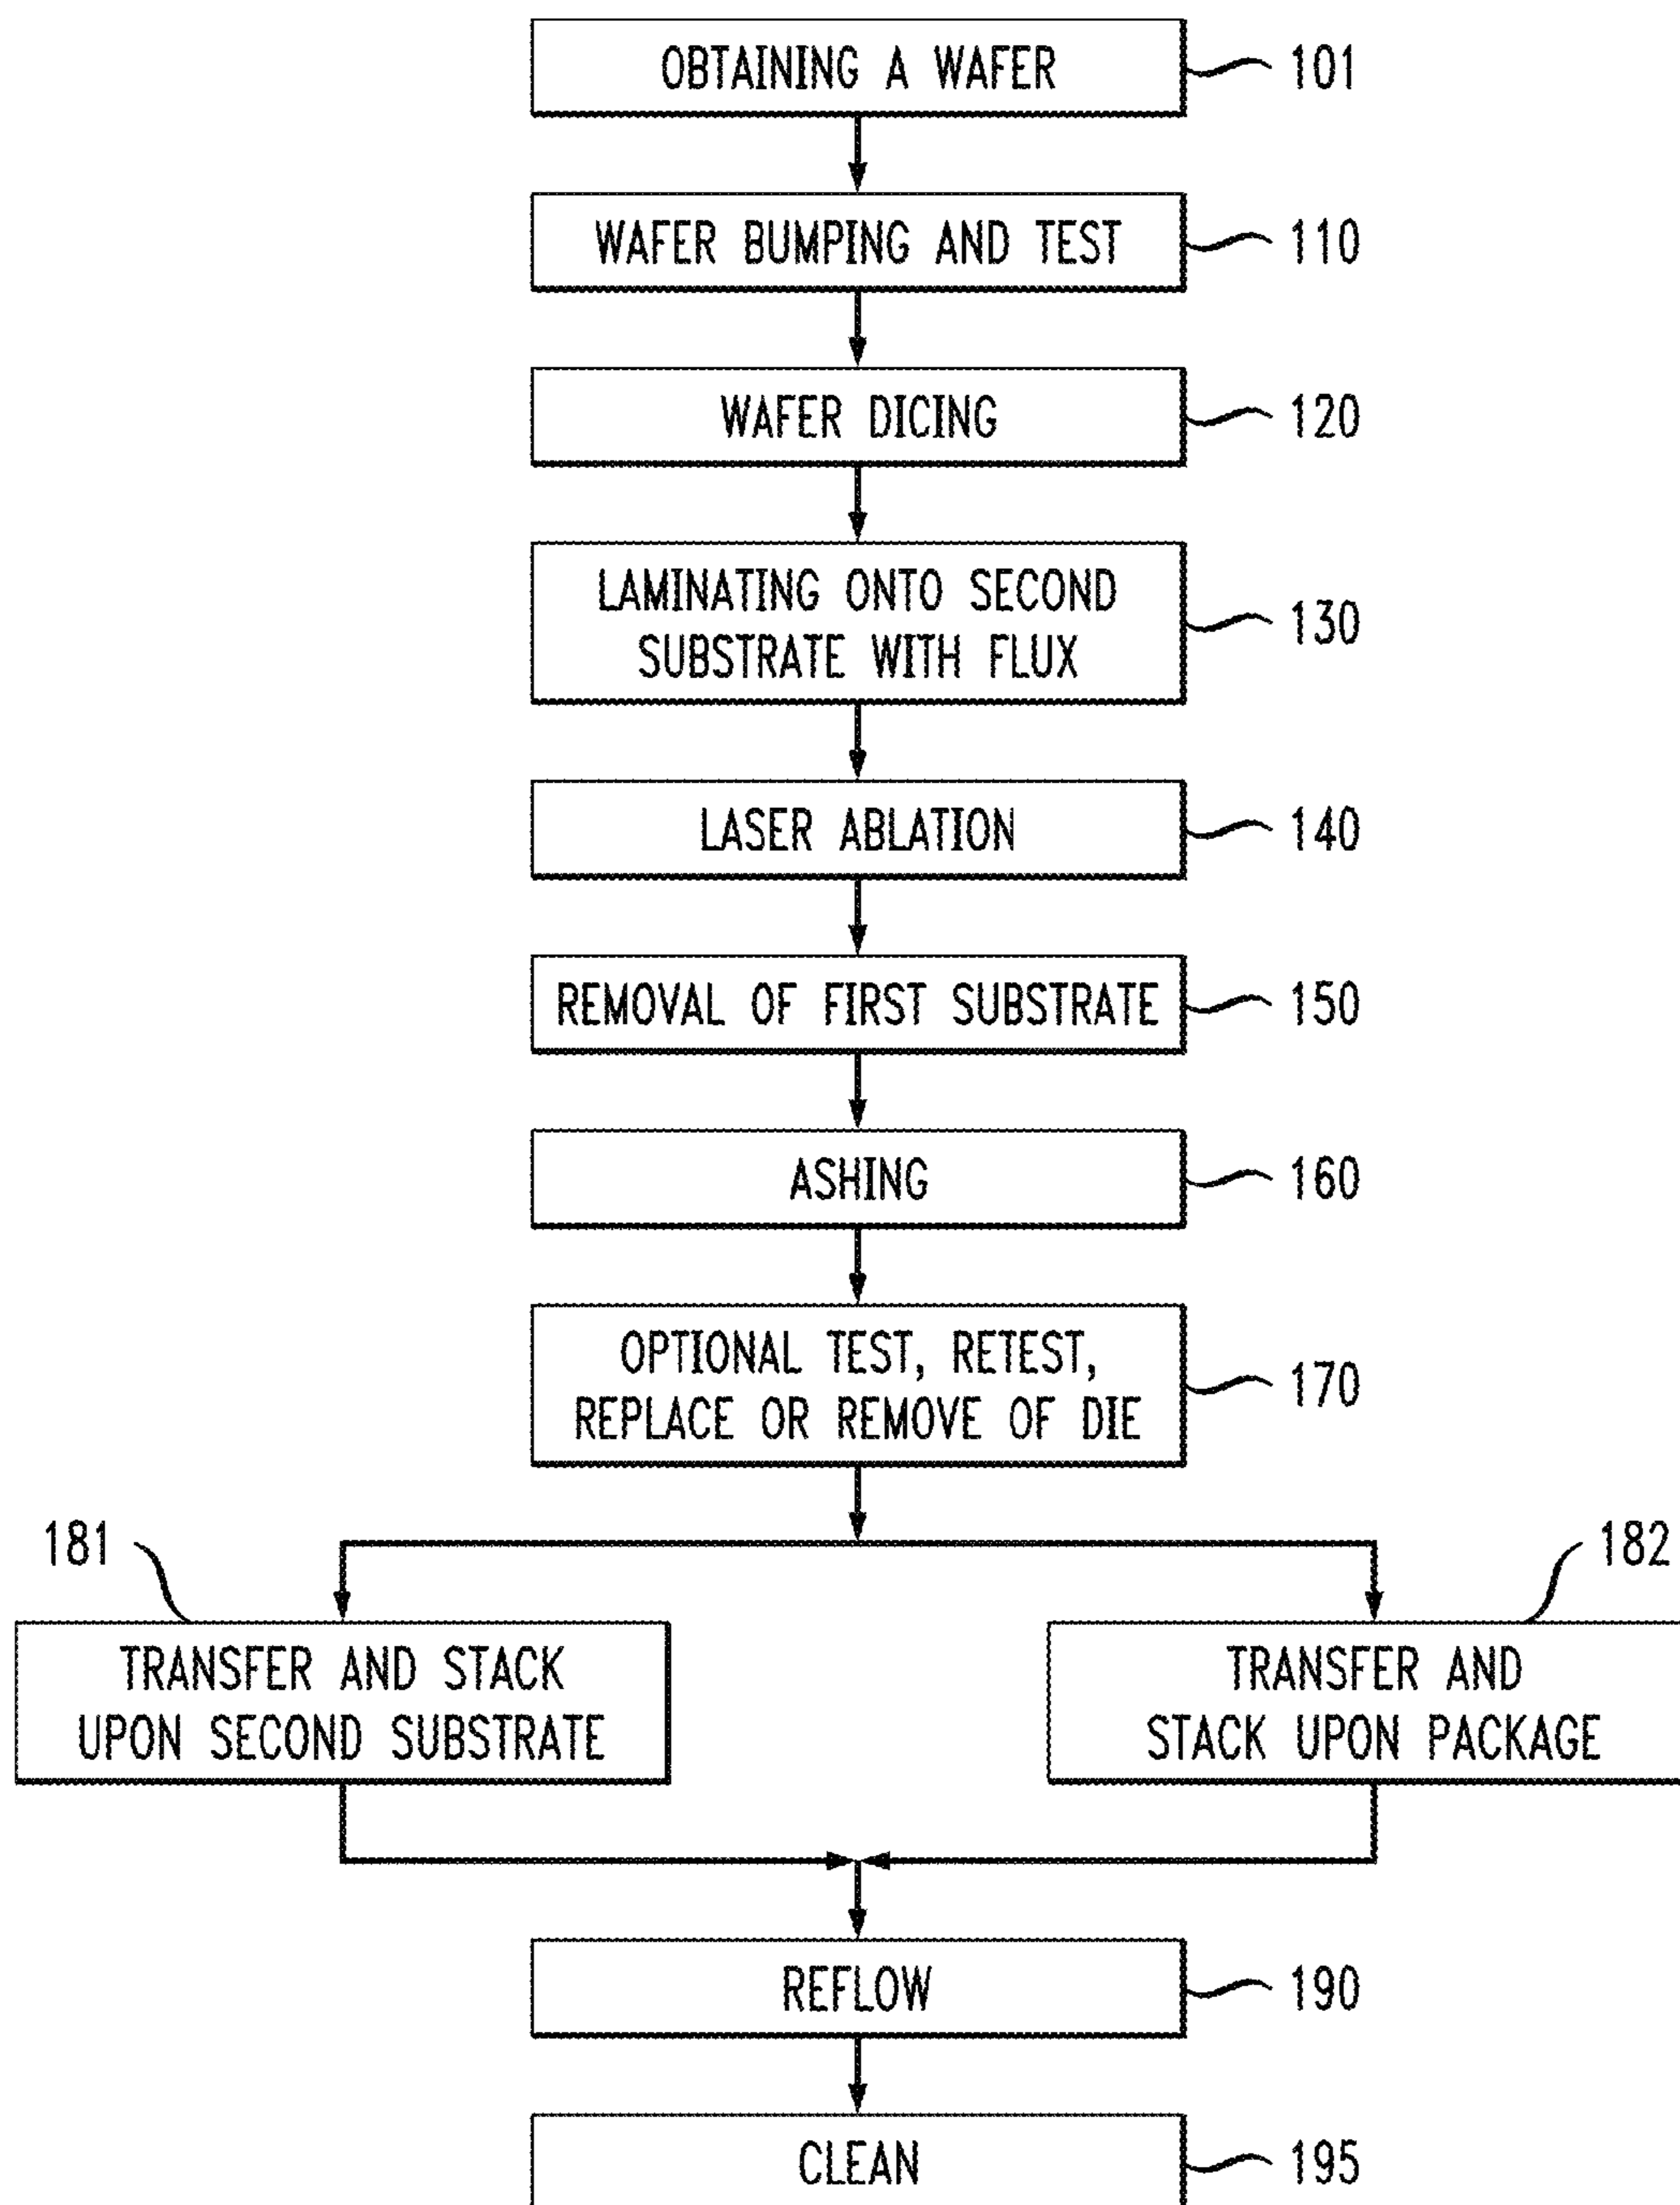 OBTAINING A WAFER 101
WAFER BUMPING AND TEST 110
WAFER DICING 120
LAMINATING ONTO SECOND
SUBSTRATE WITH FLUX 130
LASER ABLATION 140
REMOVAL OF FIRST SUBSTRATE 150
ASHING 160
OPTIONAL TEST, RETEST,
REPLACE OR REMOVE OF DIE 170
181
TRANSFER AND STACK
UPON SECOND SUBSTRATE
182
TRANSFER AND
STACK UPON PACKAGE
REFLOW 190
CLEAN 195